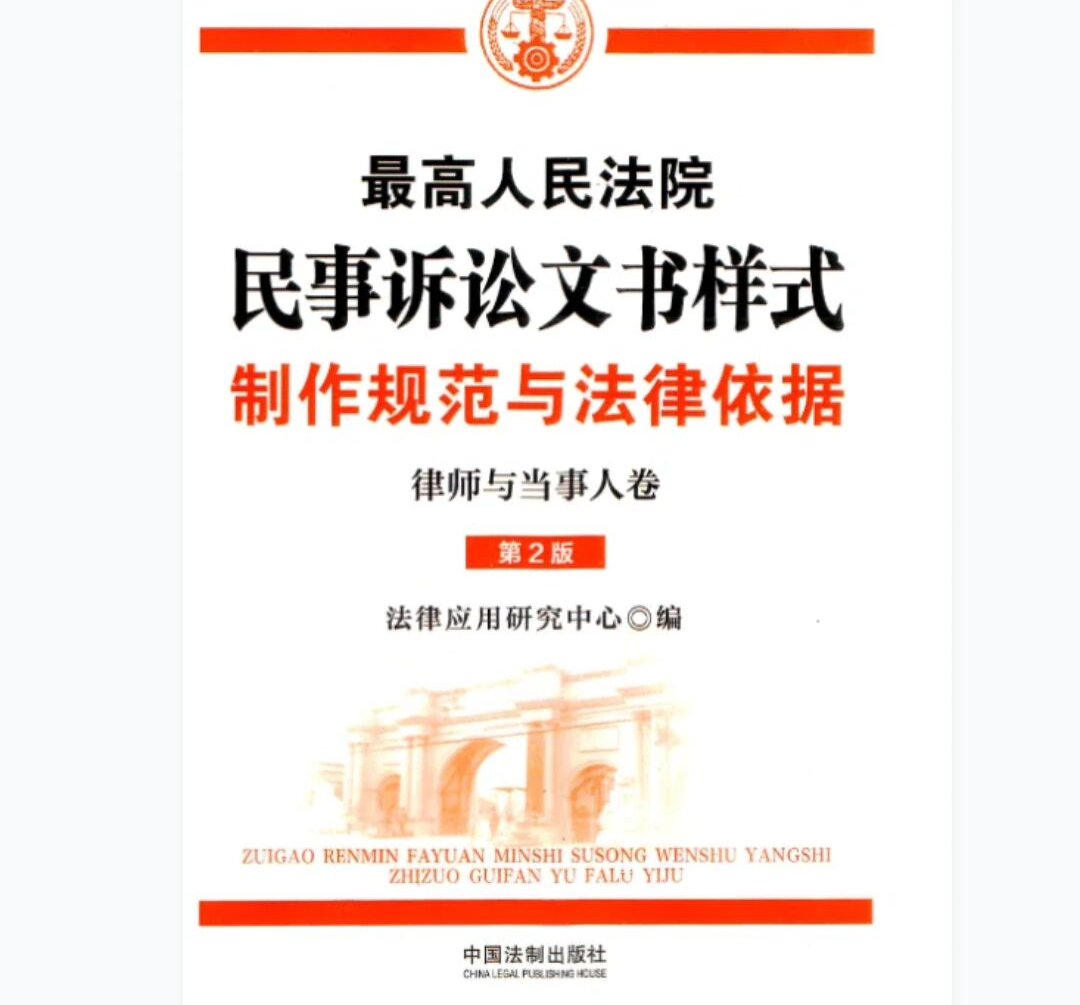 最高人民法院
民事诉讼文书样式
制作规范与法律依据
律师与当事人卷
第2版
法律应用研究中心◎编
ZUIGAO RENMIN FAYUAN MINSHI SUSONG WENSHU YANGSHI
ZHIZUO GUIFAN YU FALU YIJU
中国法制出版社
CHINA LEGAL PUBLISHING HOUSE